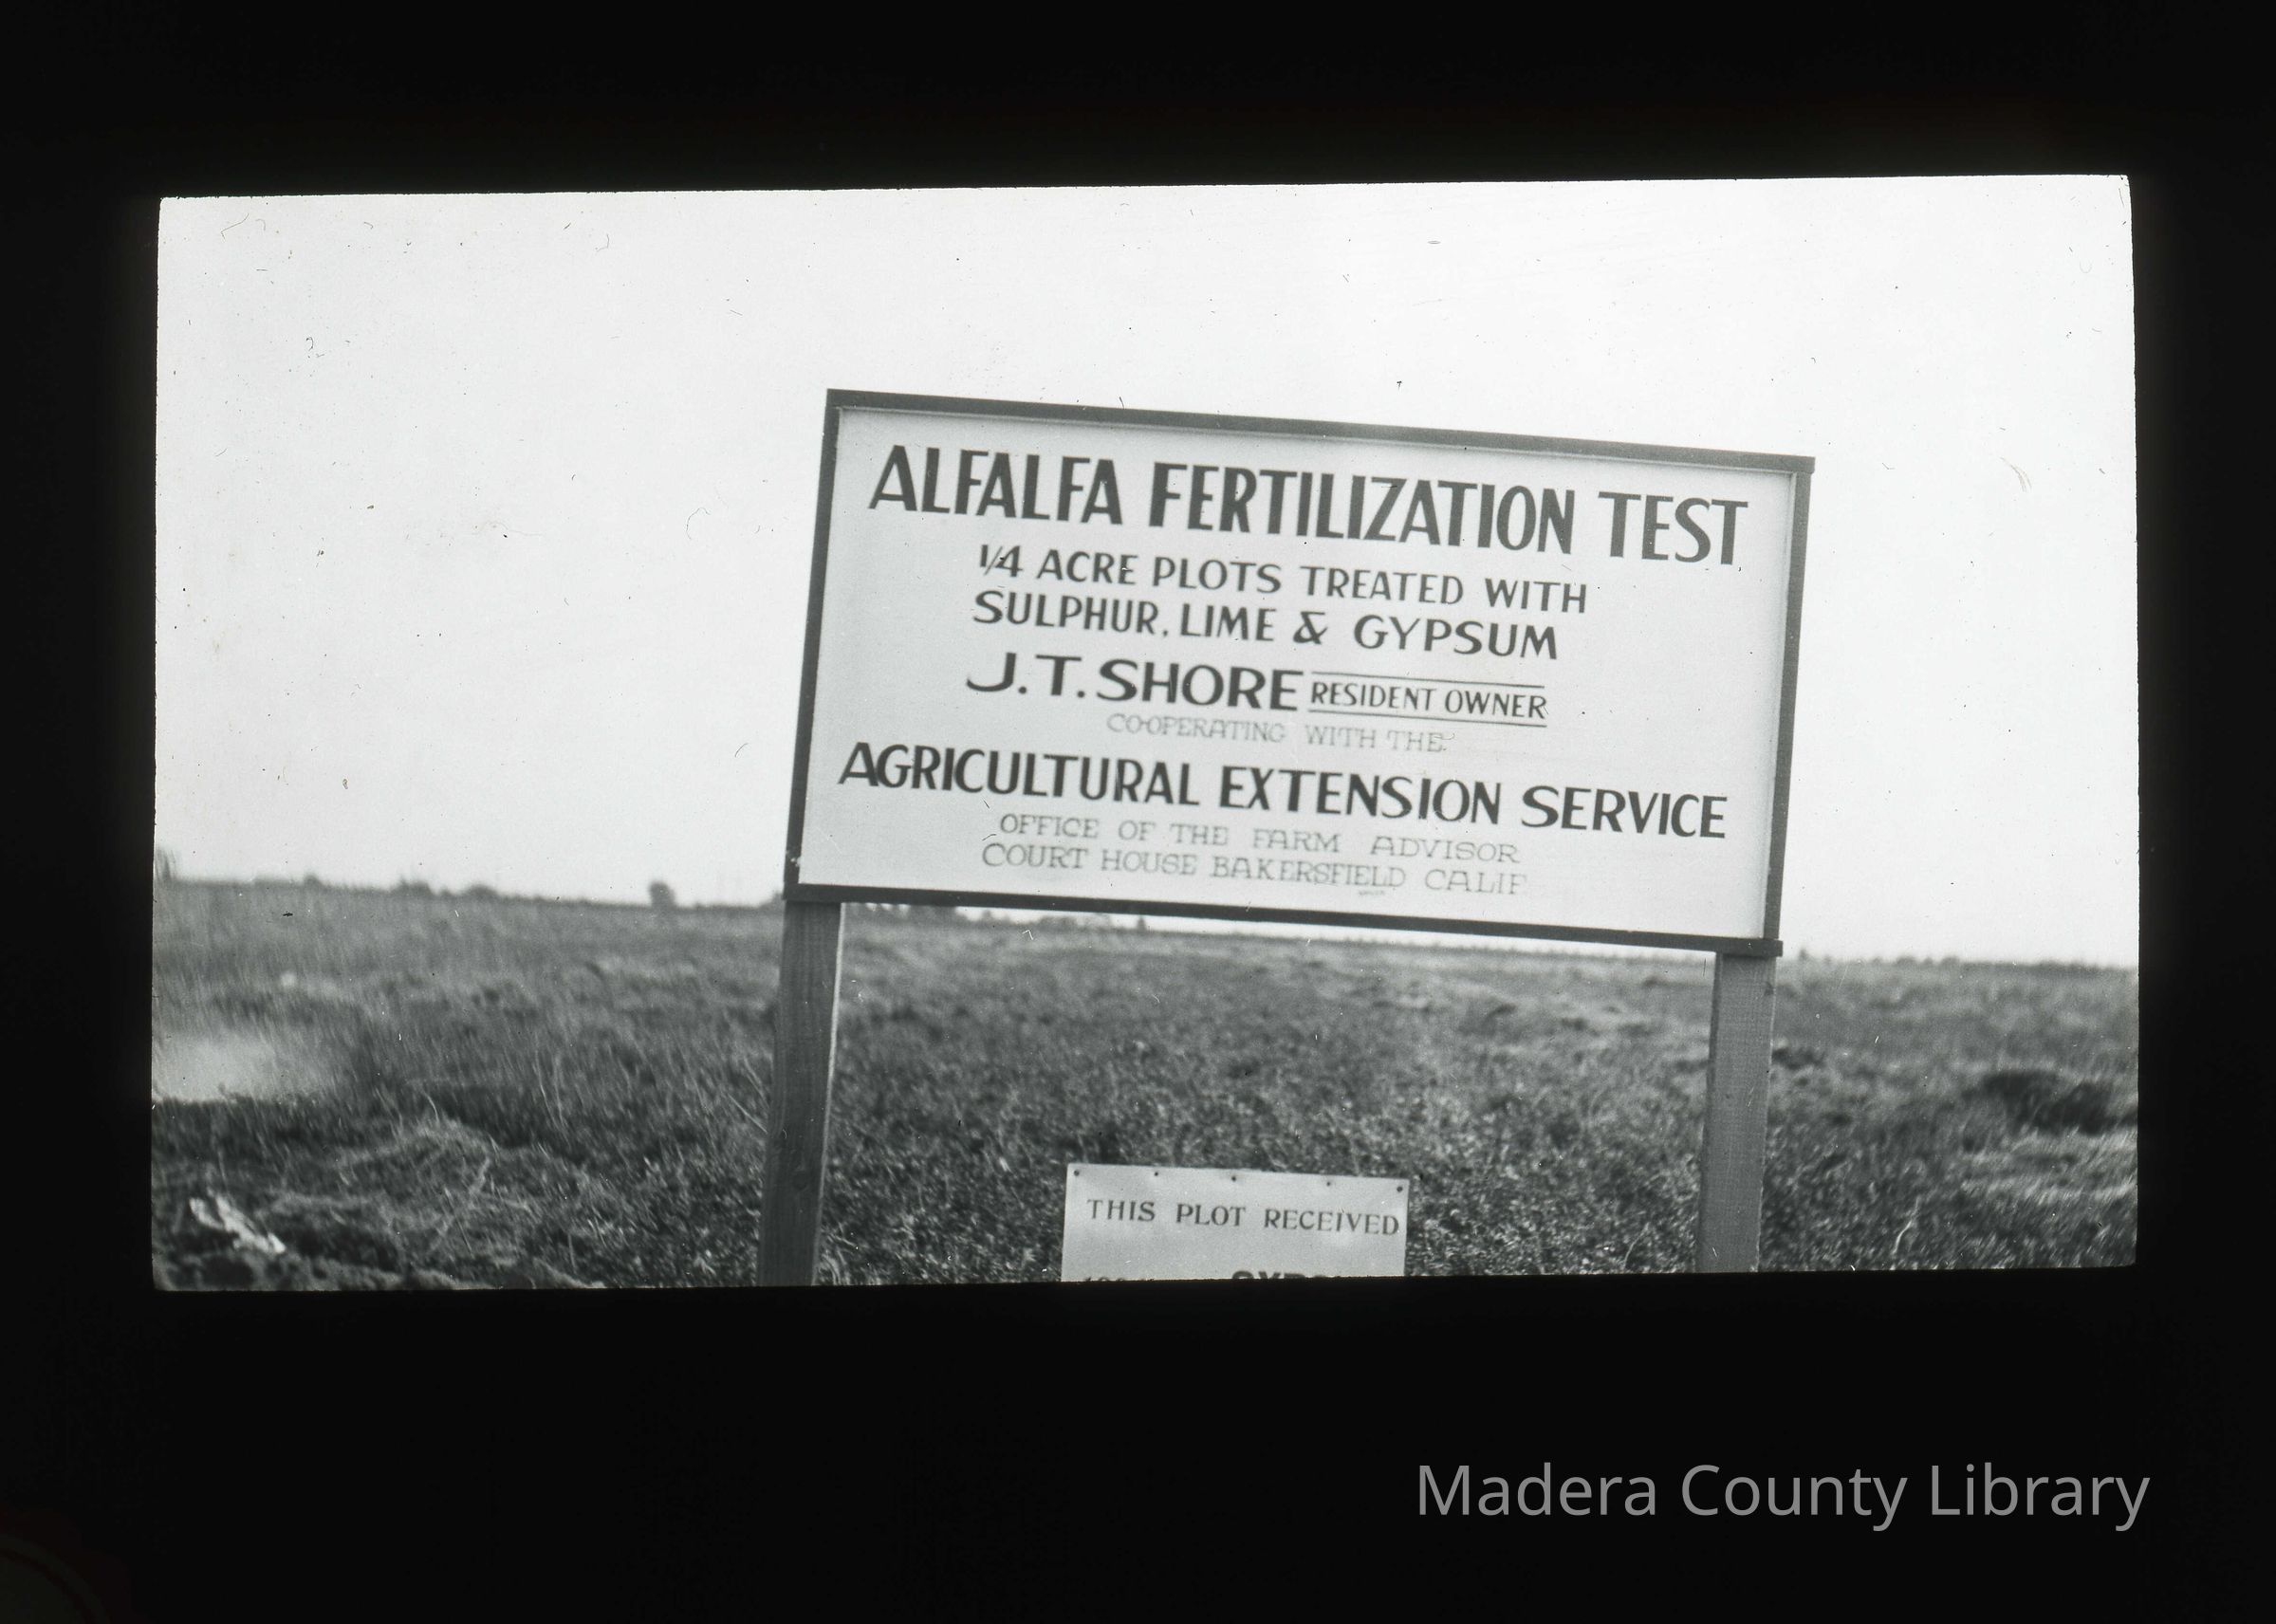 ALFALFA FERTILIZATION TEST
1/4 ACRE PLOTS TREATED WITH
SULPHUR, LIME & GYPSUM
J.T. SHORE RESIDENT OWNER
CO-OPERATING WITH THE
AGRICULTURAL EXTENSION SERVICE
OFFICE OF THE FARM ADVISOR
COURT HOUSE BAKERSFIELD CALIF
THIS PLOT RECEIVED
Madera County Library